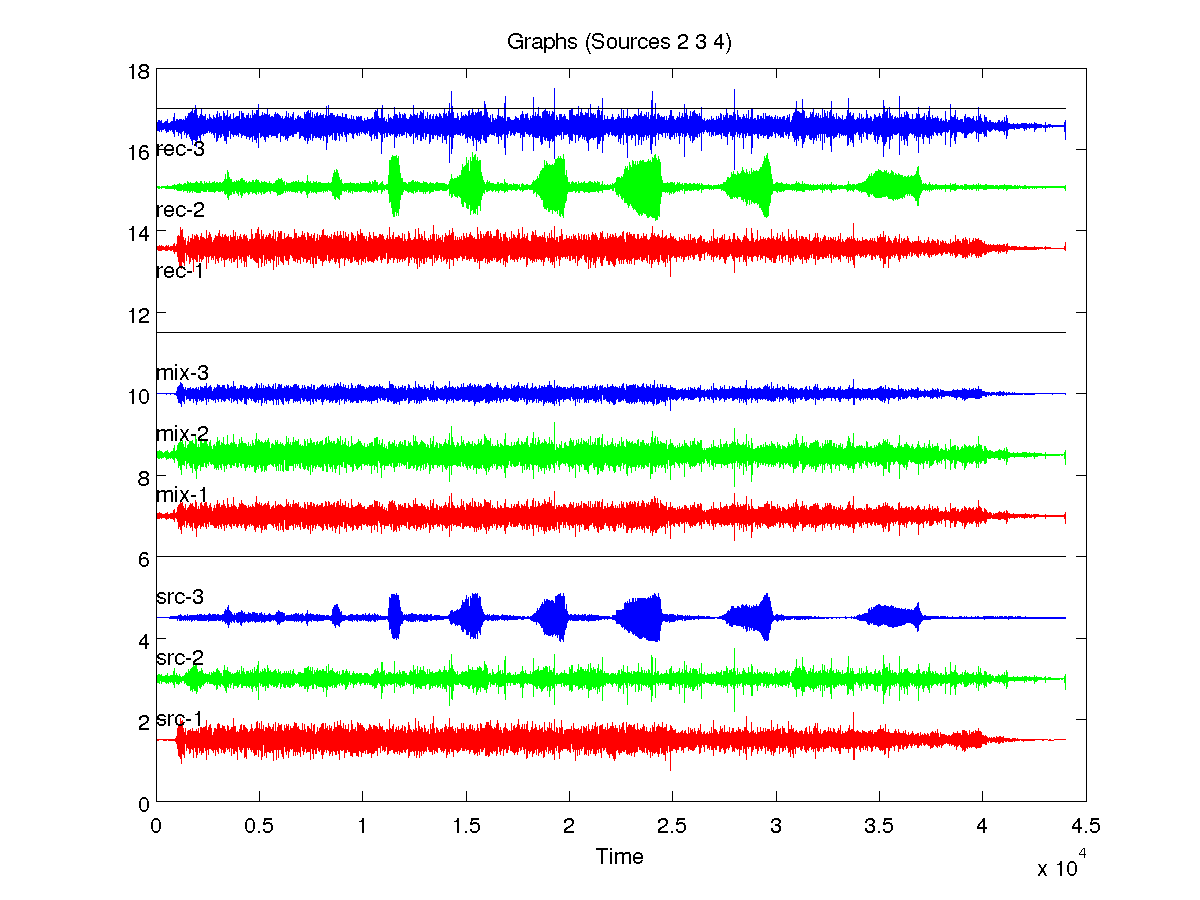 Graphs (Sources 2 3 4)
18
16
rec-3
rec-2
14
rec-1
12
mix-3
10
mix-2
8
mix-1
6
src-3
4
src-2
2
src-1
0
0 0.5 1 1.5 2 2.5 3 3.5 4 4.5
Time
x 10^4